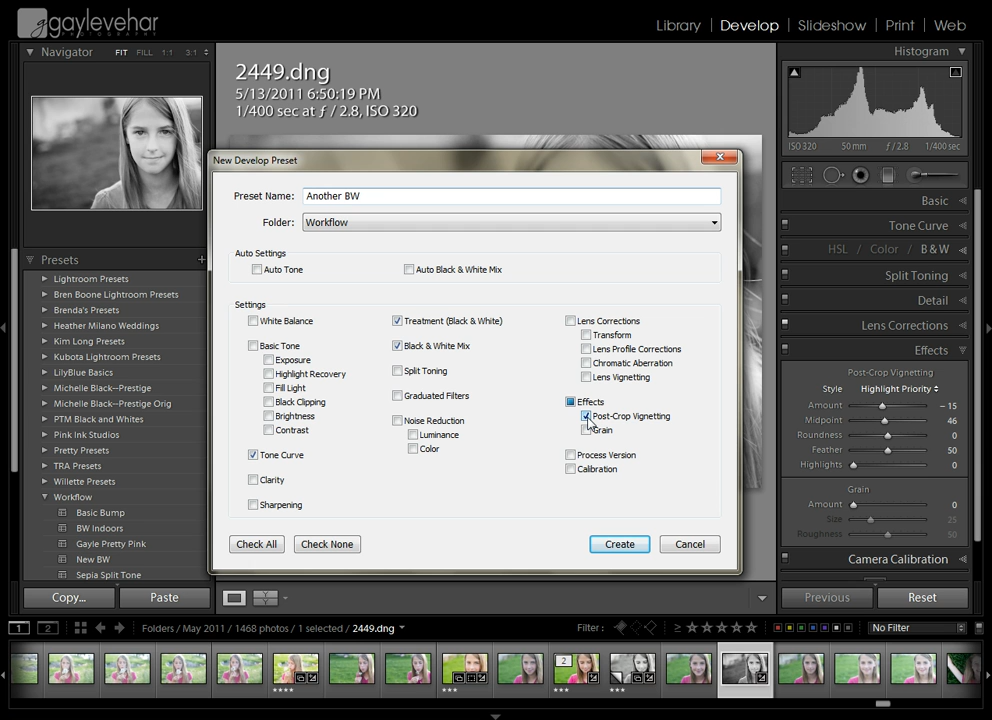 gaylevehar
Library | Develop | Slideshow | Print | Web
Navigator FIT FILL 1:1 3:1
2449.dng
5/13/2011 6:50:19 PM
1/400 sec at ƒ / 2.8, ISO 320
Histogram
ISO 320 50 mm ƒ / 2.8 1/400 sec
New Develop Preset
Preset Name: Another BW
Folder: Workflow
Auto Settings
Auto Tone
Auto Black & White Mix
Settings
White Balance
Basic Tone
Exposure
Highlight Recovery
Fill Light
Black Clipping
Brightness
Contrast
Tone Curve
Clarity
Sharpening
Treatment (Black & White)
Black & White Mix
Split Toning
Graduated Filters
Noise Reduction
Luminance
Color
Lens Corrections
Transform
Lens Profile Corrections
Chromatic Aberration
Lens Vignetting
Effects
Post-Crop Vignetting
Grain
Process Version
Calibration
Check All
Check None
Create
Cancel
Presets +
Lightroom Presets
Bren Boone Lightroom Presets
Brenda's Presets
Heather Milano Weddings
Kim Long Presets
Kubota Lightroom Presets
LilyBlue Presets
Michelle Black—Prestige
Michelle Black—Prestige Orig
PTM Black and Whites
Pink Ink Studios
Pretty Presets
TRA Presets
Willette Presets
Workflow
Basic Bump
BW Indoors
Gayle Pretty Pink
New BW
Sepia Split Tone
Copy...
Paste
Basic
Tone Curve
HSL / Color / B & W
Split Toning
Detail
Lens Corrections
Effects
Post-Crop Vignetting
Style Highlight Priority
Amount – 15
Midpoint 46
Roundness 0
Feather 50
Highlights 0
Grain
Amount 0
Size 25
Roughness 50
Camera Calibration
Previous
Reset
1 2 Folders / May 2011 / 1468 photos / 1 selected / 2449.dng
Filter : ≥ ★★★★★ No Filter
2
★★★★ ★★★ ★★★ ★★★